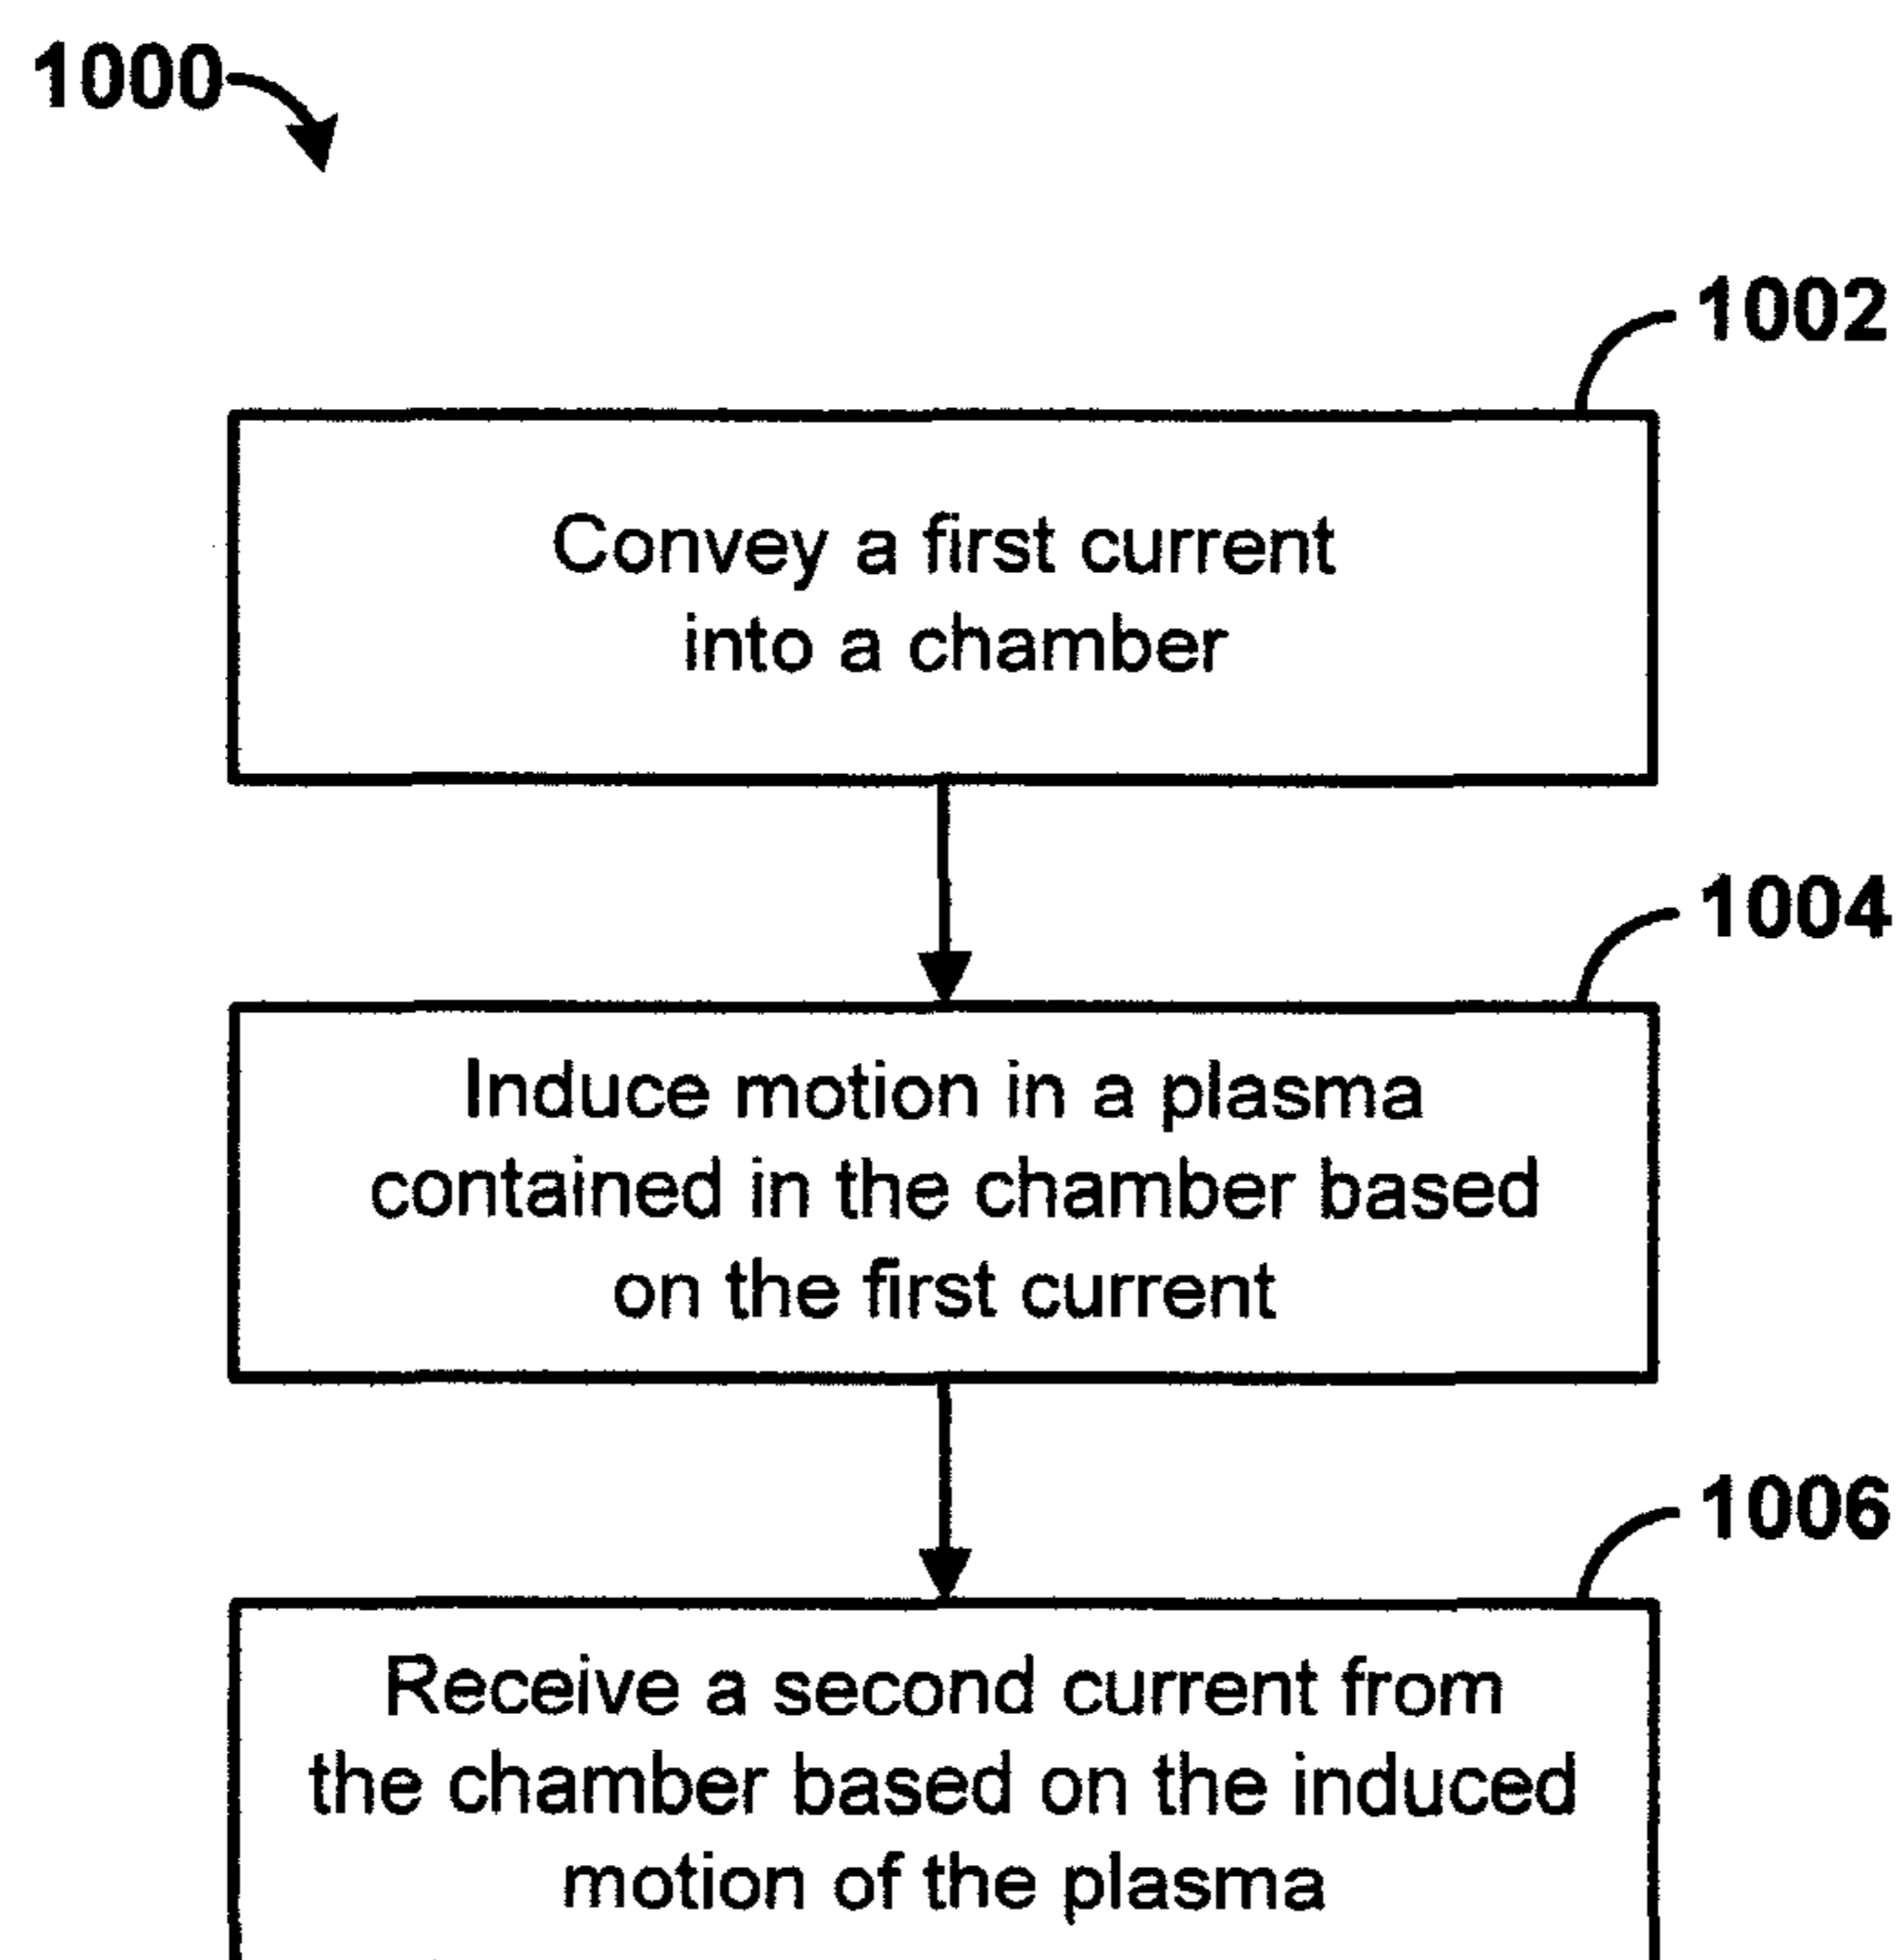 1000
1002
Convey a first current
into a chamber
1004
Induce motion in a plasma
contained in the chamber based
on the first current
1006
Receive a second current from
the chamber based on the induced
motion of the plasma